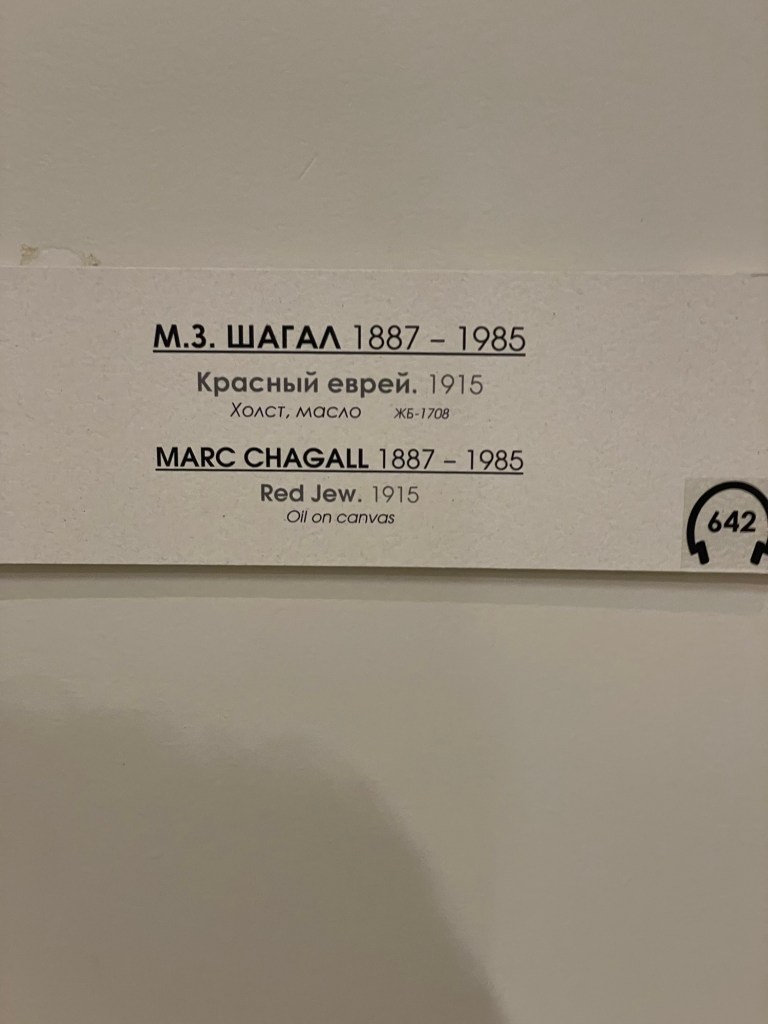 М.З. ШАГАЛ 1887 – 1985
Красный еврей. 1915
Холст, масло ЖБ-1708
MARC CHAGALL 1887 – 1985
Red Jew. 1915
Oil on canvas
642